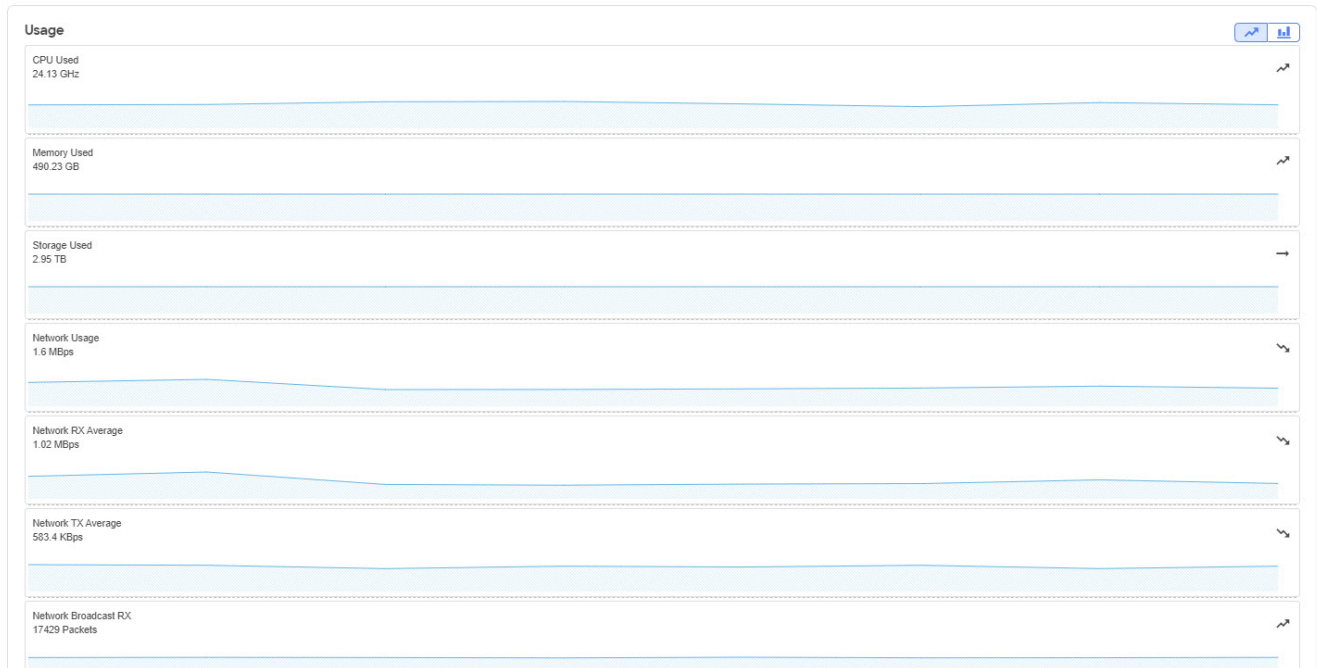 Usage
CPU Used
24.13 GHz
Memory Used
490.23 GB
Storage Used
2.95 TB
Network Usage
1.6 MBps
Network RX Average
1.02 MBps
Network TX Average
583.4 KBps
Network Broadcast RX
17429 Packets